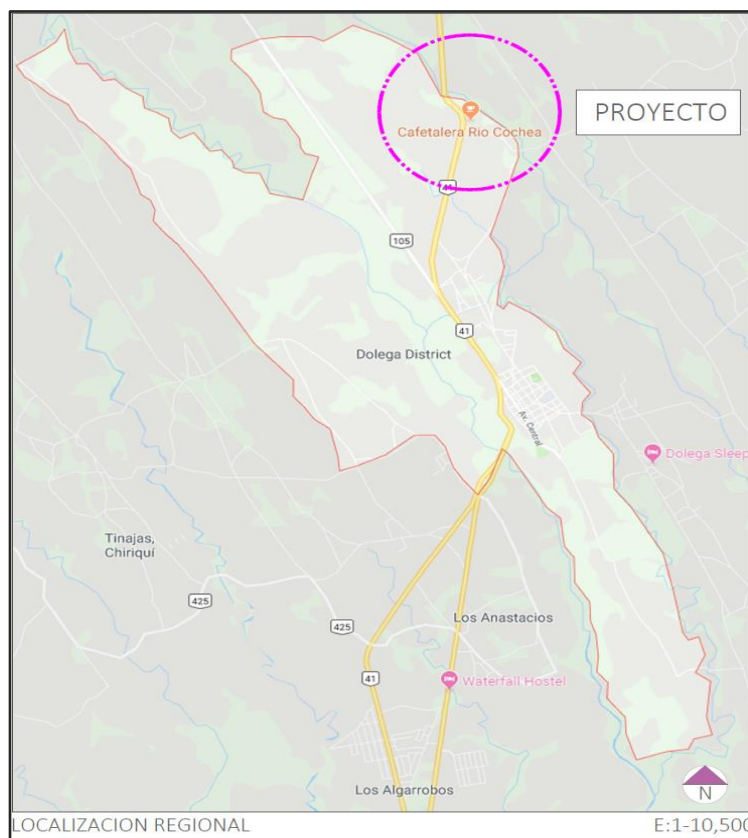 PROYECTO
Cafetalera Rio Cochea
41
105
41
Dolega District
Av. Central
Dolega Sleep
Tinajas,
Chiriquí
425
Los Anastacios
425
41
Waterfall Hostel
Los Algarrobos
N
LOCALIZACION REGIONAL
E:1-10,500